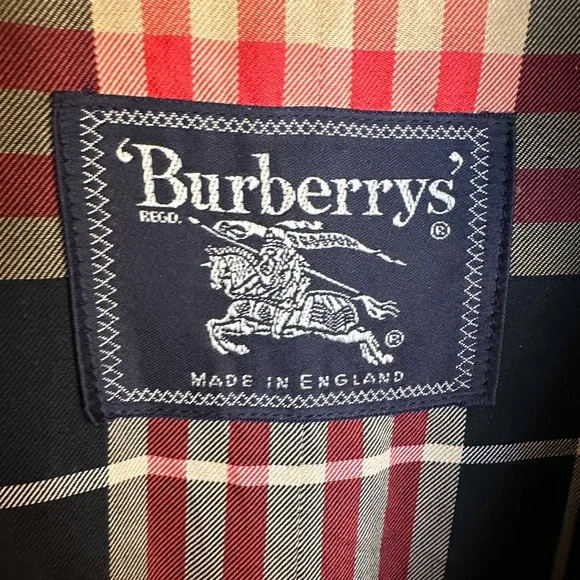 'Burberrys'
REGD. ®
®
MADE IN ENGLAND